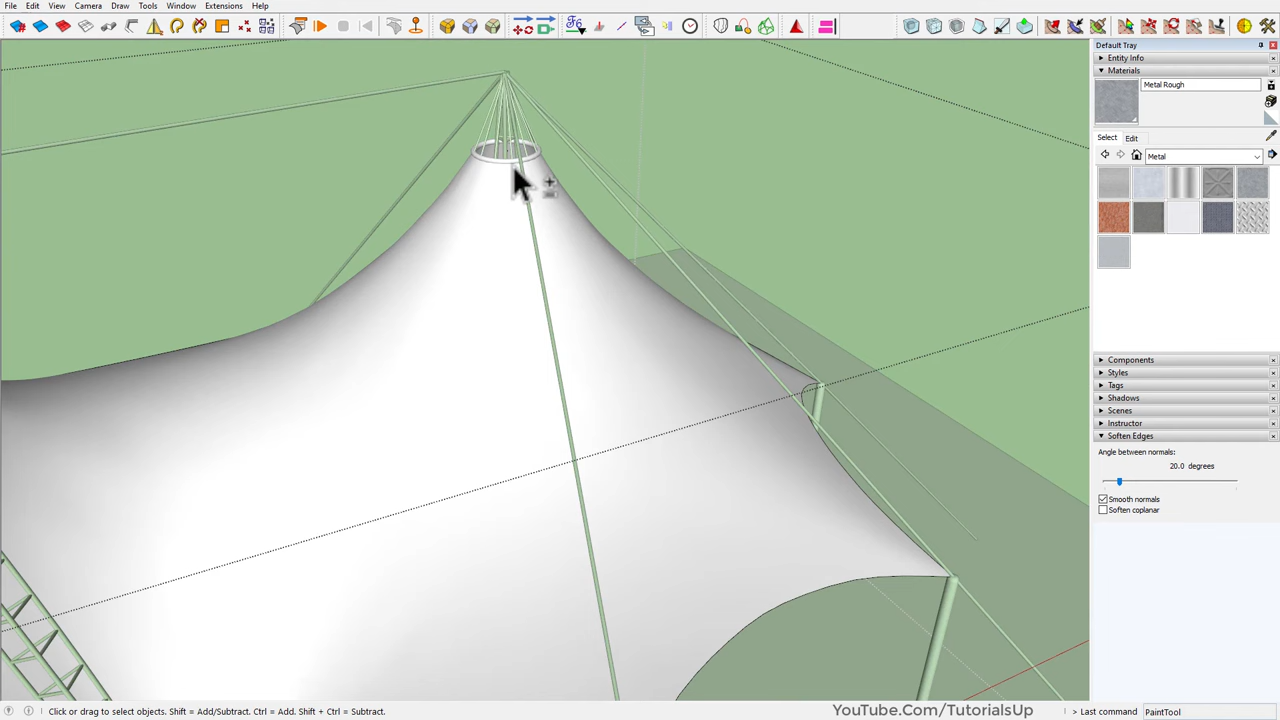 File Edit View Camera Draw Tools Window Extensions Help
Default Tray
Entity Info
Materials
Metal Rough
Select Edit
Metal
Components
Styles
Tags
Shadows
Scenes
Instructor
Soften Edges
Angle between normals:
20.0 degrees
Smooth normals
Soften coplanar
Click or drag to select objects. Shift = Add/Subtract. Ctrl = Add. Shift + Ctrl = Subtract.
YouTube.Com/TutorialsUp
> Last command PaintTool